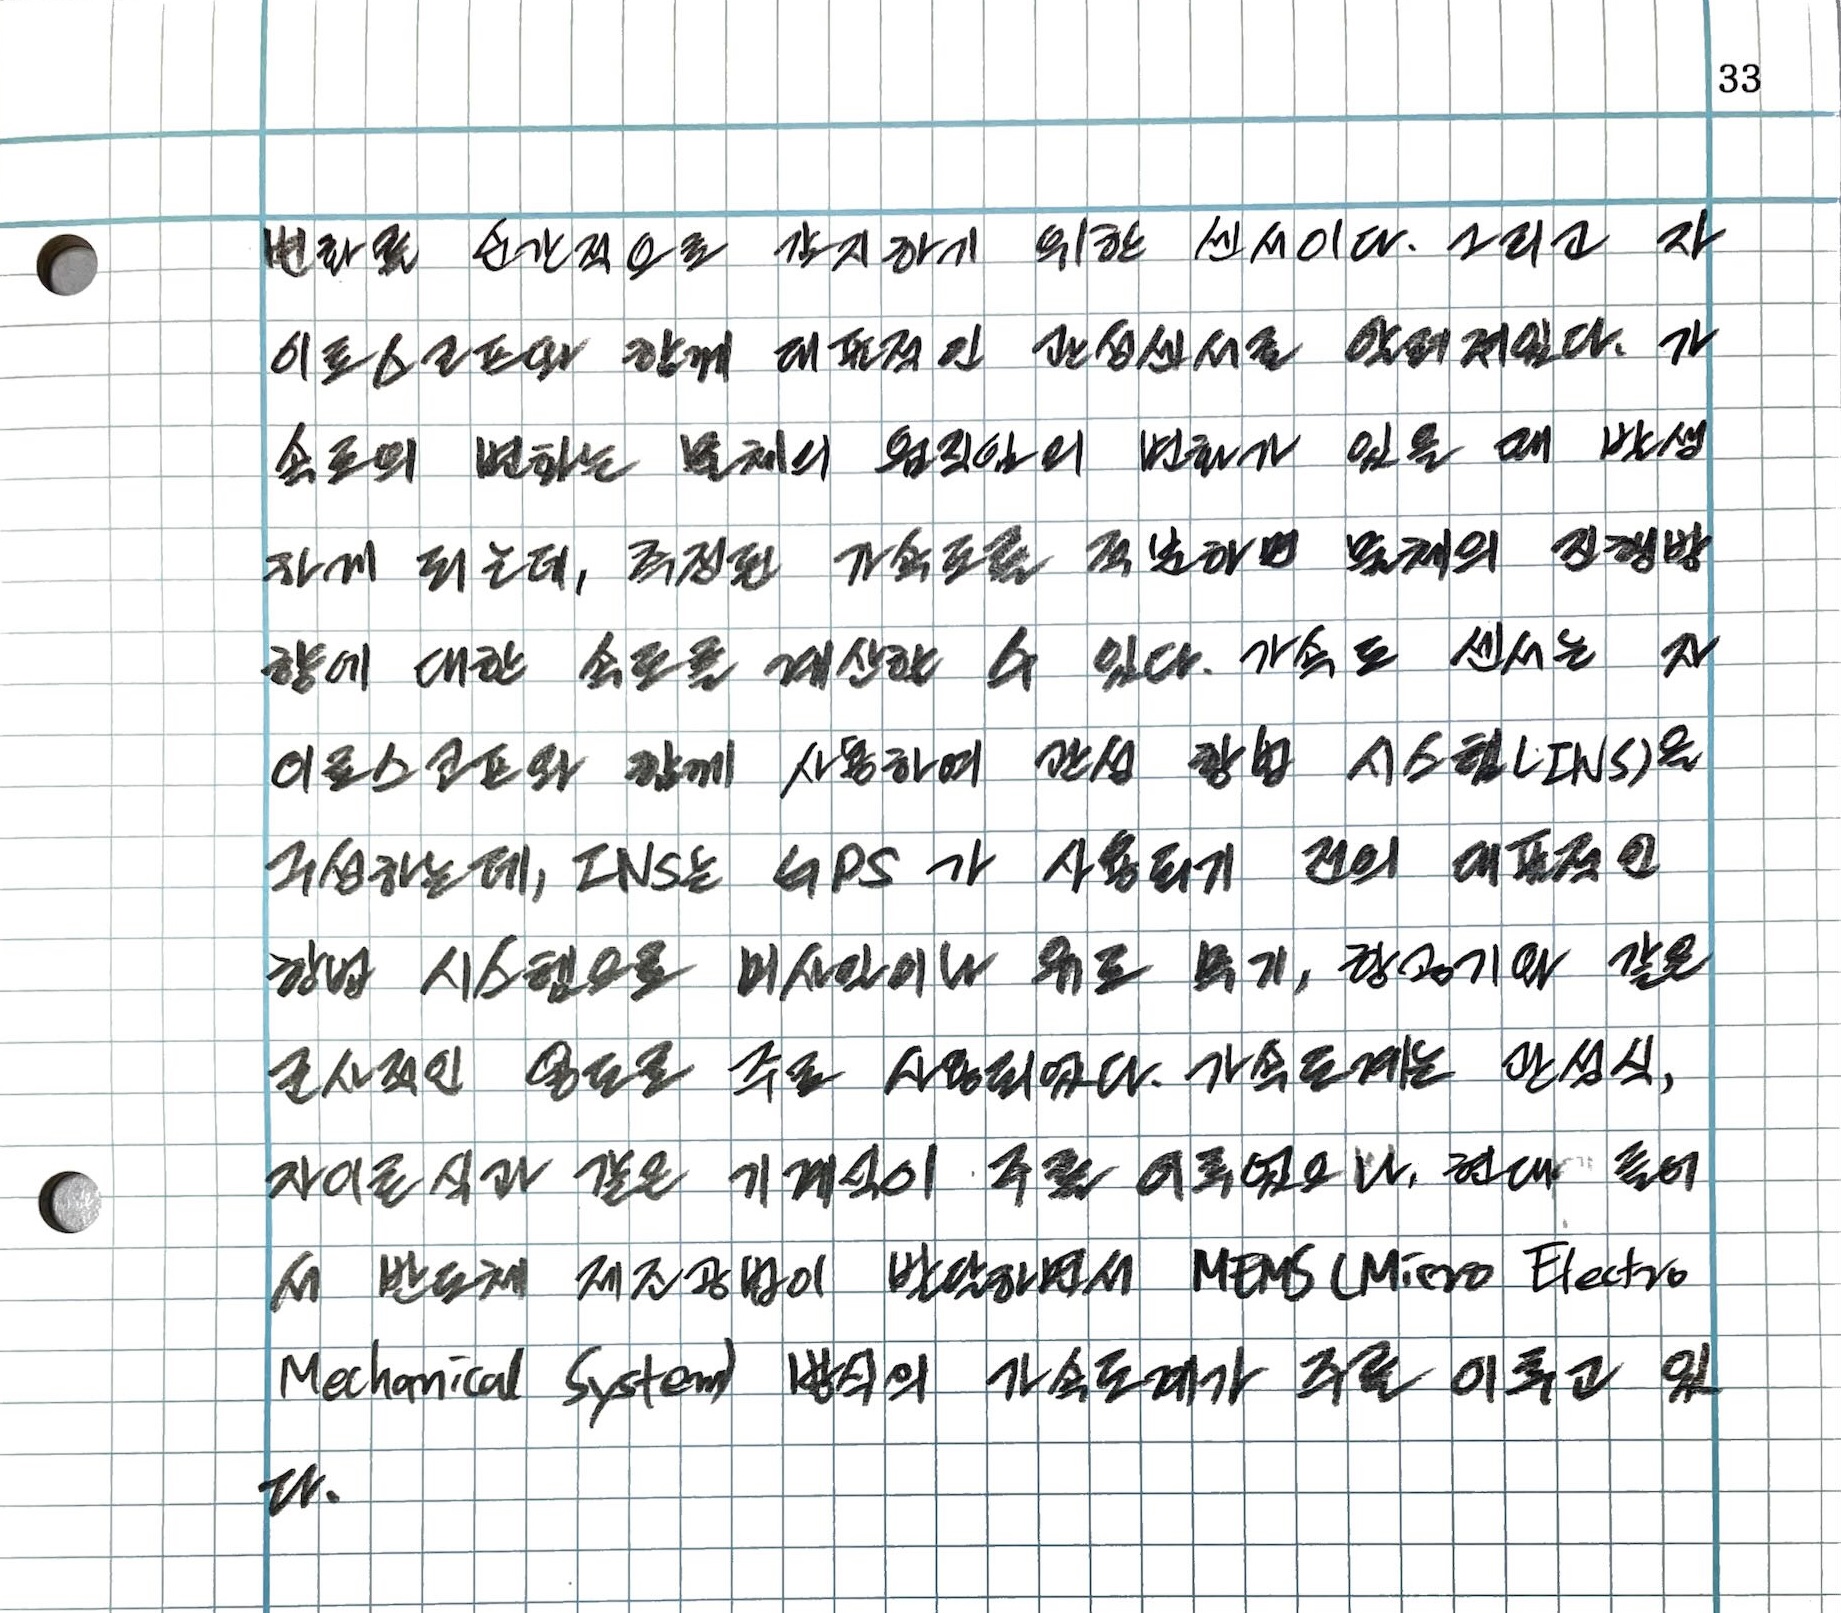 33
변화를 순간적으로 감지하기 위한 센서이다. 그리고 자
이로스코프와 함께 대표적인 관성센서로 알려져있다. 가
속도의 변화는 물체의 움직임의 변화가 있을 때 발생
하게 되는데, 측정된 가속도를 적분하면 물체의 진행방
향에 대한 속도를 계산할 수 있다. 가속도 센서는 자
이로스코프와 함께 사용하여 관성 항법 시스템(INS)을
구성하는데, INS는 GPS가 사용되기 전의 대표적인
항법 시스템으로 미사일이나 유도 무기, 항공기와 같은
군사적인 용도로 주로 사용되었다. 가속도계는 관성식,
자이로식과 같은 기계식이 주를 이루었으나, 현대 들어
서 반도체 제조공법이 발달하면서 MEMS (Micro Electro
Mechanical System) 방식의 가속도계가 주를 이루고 있
다.